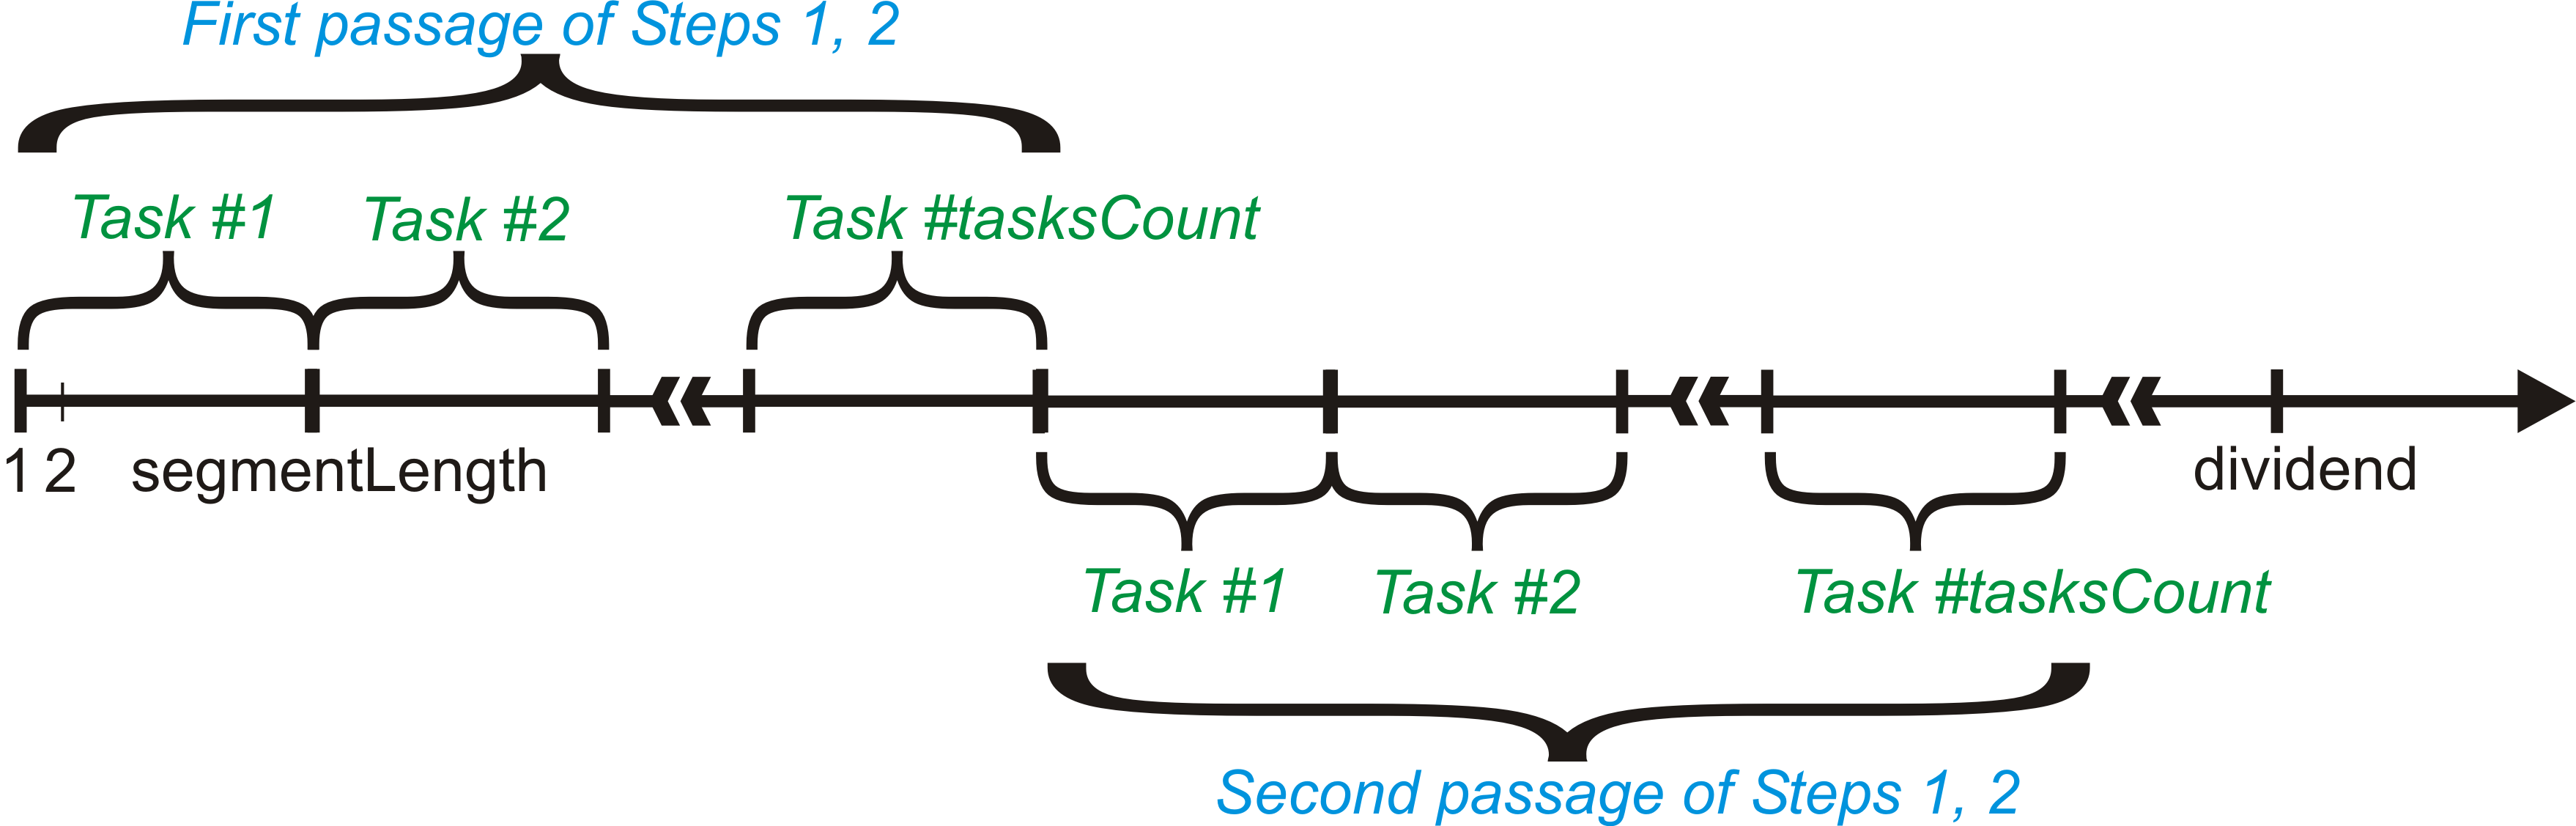 First passage of Steps 1, 2
Task #1 Task #2 Task #tasksCount
1 2 segmentLength dividend
Task #1 Task #2 Task #tasksCount
Second passage of Steps 1, 2